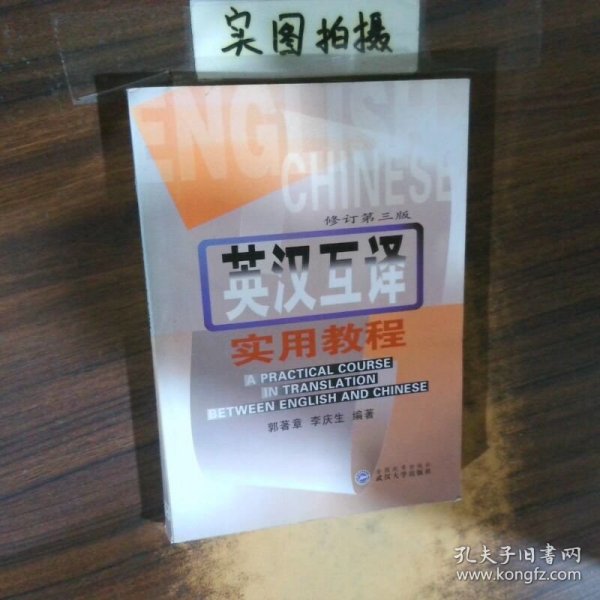 实图拍摄
ENGLISH
CHINESE
修订第三版
英汉互译
实用教程
A PRACTICAL COURSE
IN TRANSLATION
BETWEEN ENGLISH AND CHINESE
郭著章 李庆生 编著
武汉大学出版社
孔夫子旧书网
www.kongfz.com